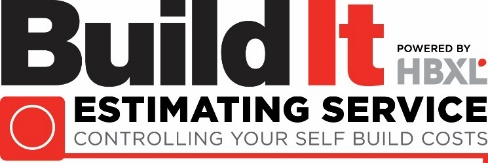 Build It
POWERED BY
HBXL
ESTIMATING SERVICE
CONTROLLING YOUR SELF BUILD COSTS